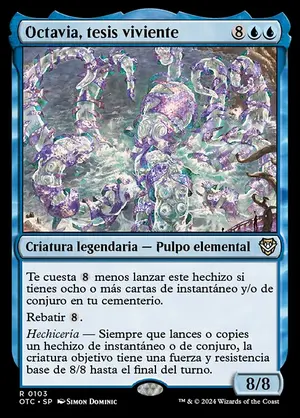 Octavia, tesis viviente 8
Criatura legendaria — Pulpo elemental
Te cuesta 8 menos lanzar este hechizo si
tienes ocho o más cartas de instantáneo y/o de
conjuro en tu cementerio.
Rebatir 8.
Hechicería — Siempre que lances o copies
un hechizo de instantáneo o de conjuro, la
criatura objetivo tiene una fuerza y resistencia
base de 8/8 hasta el final del turno.
8/8
R 0103
OTC • SP Simon Dominic
™ & © 2024 Wizards of the Coast